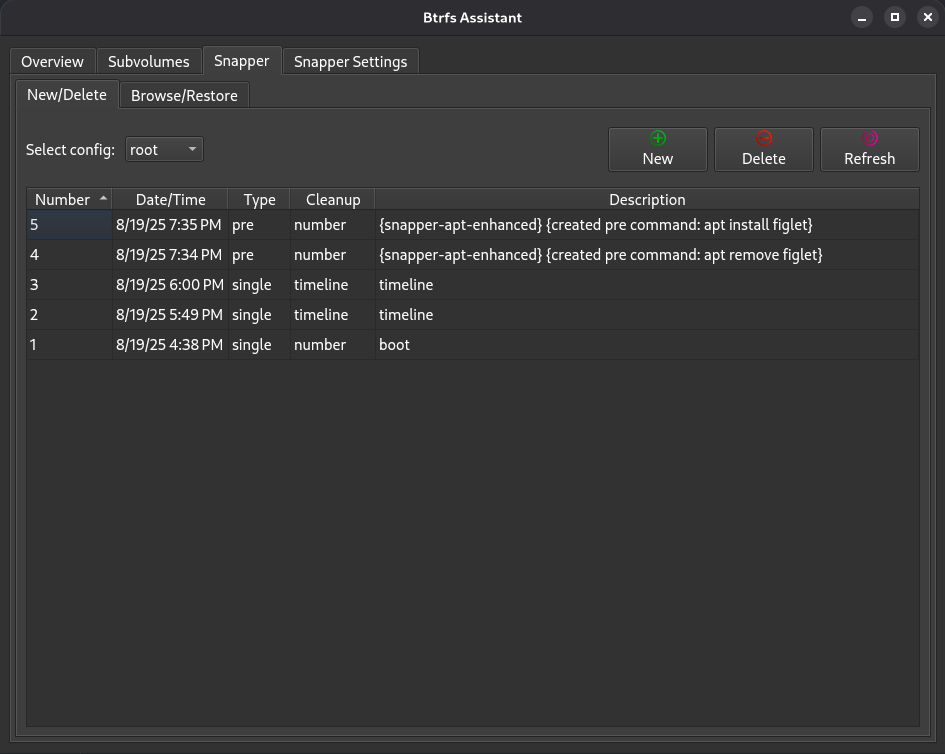 Btrfs Assistant
Overview Subvolumes Snapper Snapper Settings
New/Delete Browse/Restore
Select config: root New Delete Refresh
Number Date/Time Type Cleanup Description
5 8/19/25 7:35 PM pre number {snapper-apt-enhanced} {created pre command: apt install figlet}
4 8/19/25 7:34 PM pre number {snapper-apt-enhanced} {created pre command: apt remove figlet}
3 8/19/25 6:00 PM single timeline timeline
2 8/19/25 5:49 PM single timeline timeline
1 8/19/25 4:38 PM single number boot